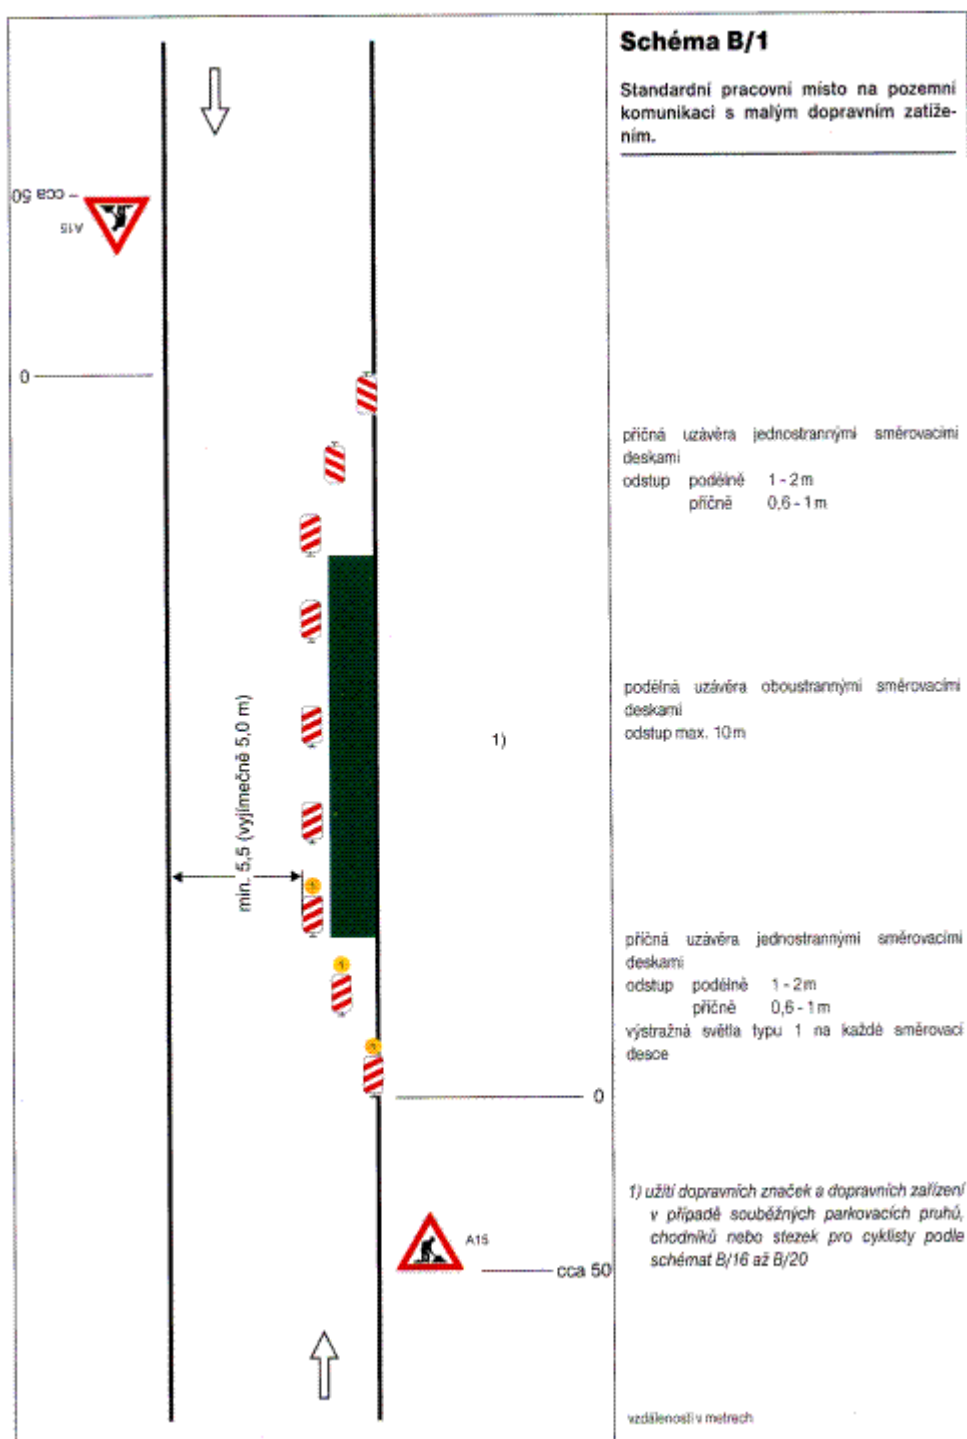 Schéma B/1
Standardní pracovní místo na pozemní
komunikaci s malým dopravním zatíže-
ním.
cca 50
A15
0
příčná uzávěra jednostrannými směrovacími
deskami
odstup podélně 1 - 2 m
příčně 0,6 - 1 m
podélná uzávěra oboustrannými směrovacími
deskami
odstup max. 10 m
min. 5,5 (vyjímečně 5,0 m)
1)
příčná uzávěra jednostrannými směrovacími
deskami
odstup podélně 1 - 2 m
příčně 0,6 - 1 m
výstražná světla typu 1 na každé směrovací
desce
1
1
1
0
A15
cca 50
1) užití dopravních značek a dopravních zařízení
v případě souběžných parkovacích pruhů,
chodníků nebo stezek pro cyklisty podle
schémat B/16 až B/20
vzdálenosti v metrech